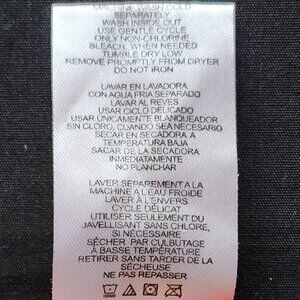 MACHINE WASH COLD
SEPARATELY
WASH INSIDE OUT
USE GENTLE CYCLE
ONLY NON-CHLORINE
BLEACH, WHEN NEEDED
TUMBLE DRY LOW
REMOVE PROMPTLY FROM DRYER
DO NOT IRON
LAVAR EN LAVADORA
CON AGUA FRIA SEPARADO
LAVAR AL REVES
USAR CICLO DELICADO
USAR UNICAMENTE BLANQUEADOR
SIN CLORO, CUANDO SEA NECESARIO
SECAR EN SECADORA A
TEMPERATURA BAJA
SACAR DE LA SECADORA
INMEDIATAMENTE
NO PLANCHAR
LAVER SEPAREMENT A LA
MACHINE A L'EAU FROIDE
LAVER À L'ENVERS
CYCLE DÉLICAT
UTILISER SEULEMENT DU
JAVELLISANT SANS CHLORE,
SI NÉCESSAIRE
SÉCHER PAR CULBUTAGE
À BASSE TEMPÉRATURE
RETIRER SANS TARDER DE LA
SÉCHEUSE
NE PAS REPASSER